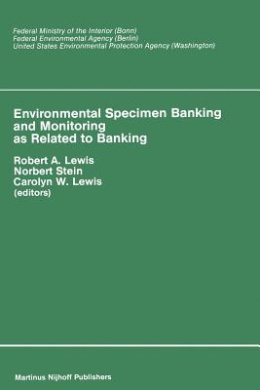 Federal Ministry of the Interior (Bonn)
Federal Environmental Agency (Berlin)
United States Environmental Protection Agency (Washington)
Environmental Specimen Banking
and Monitoring
as Related to Banking
Robert A. Lewis
Norbert Stein
Carolyn W. Lewis
(editors)
Martinus Nijhoff Publishers